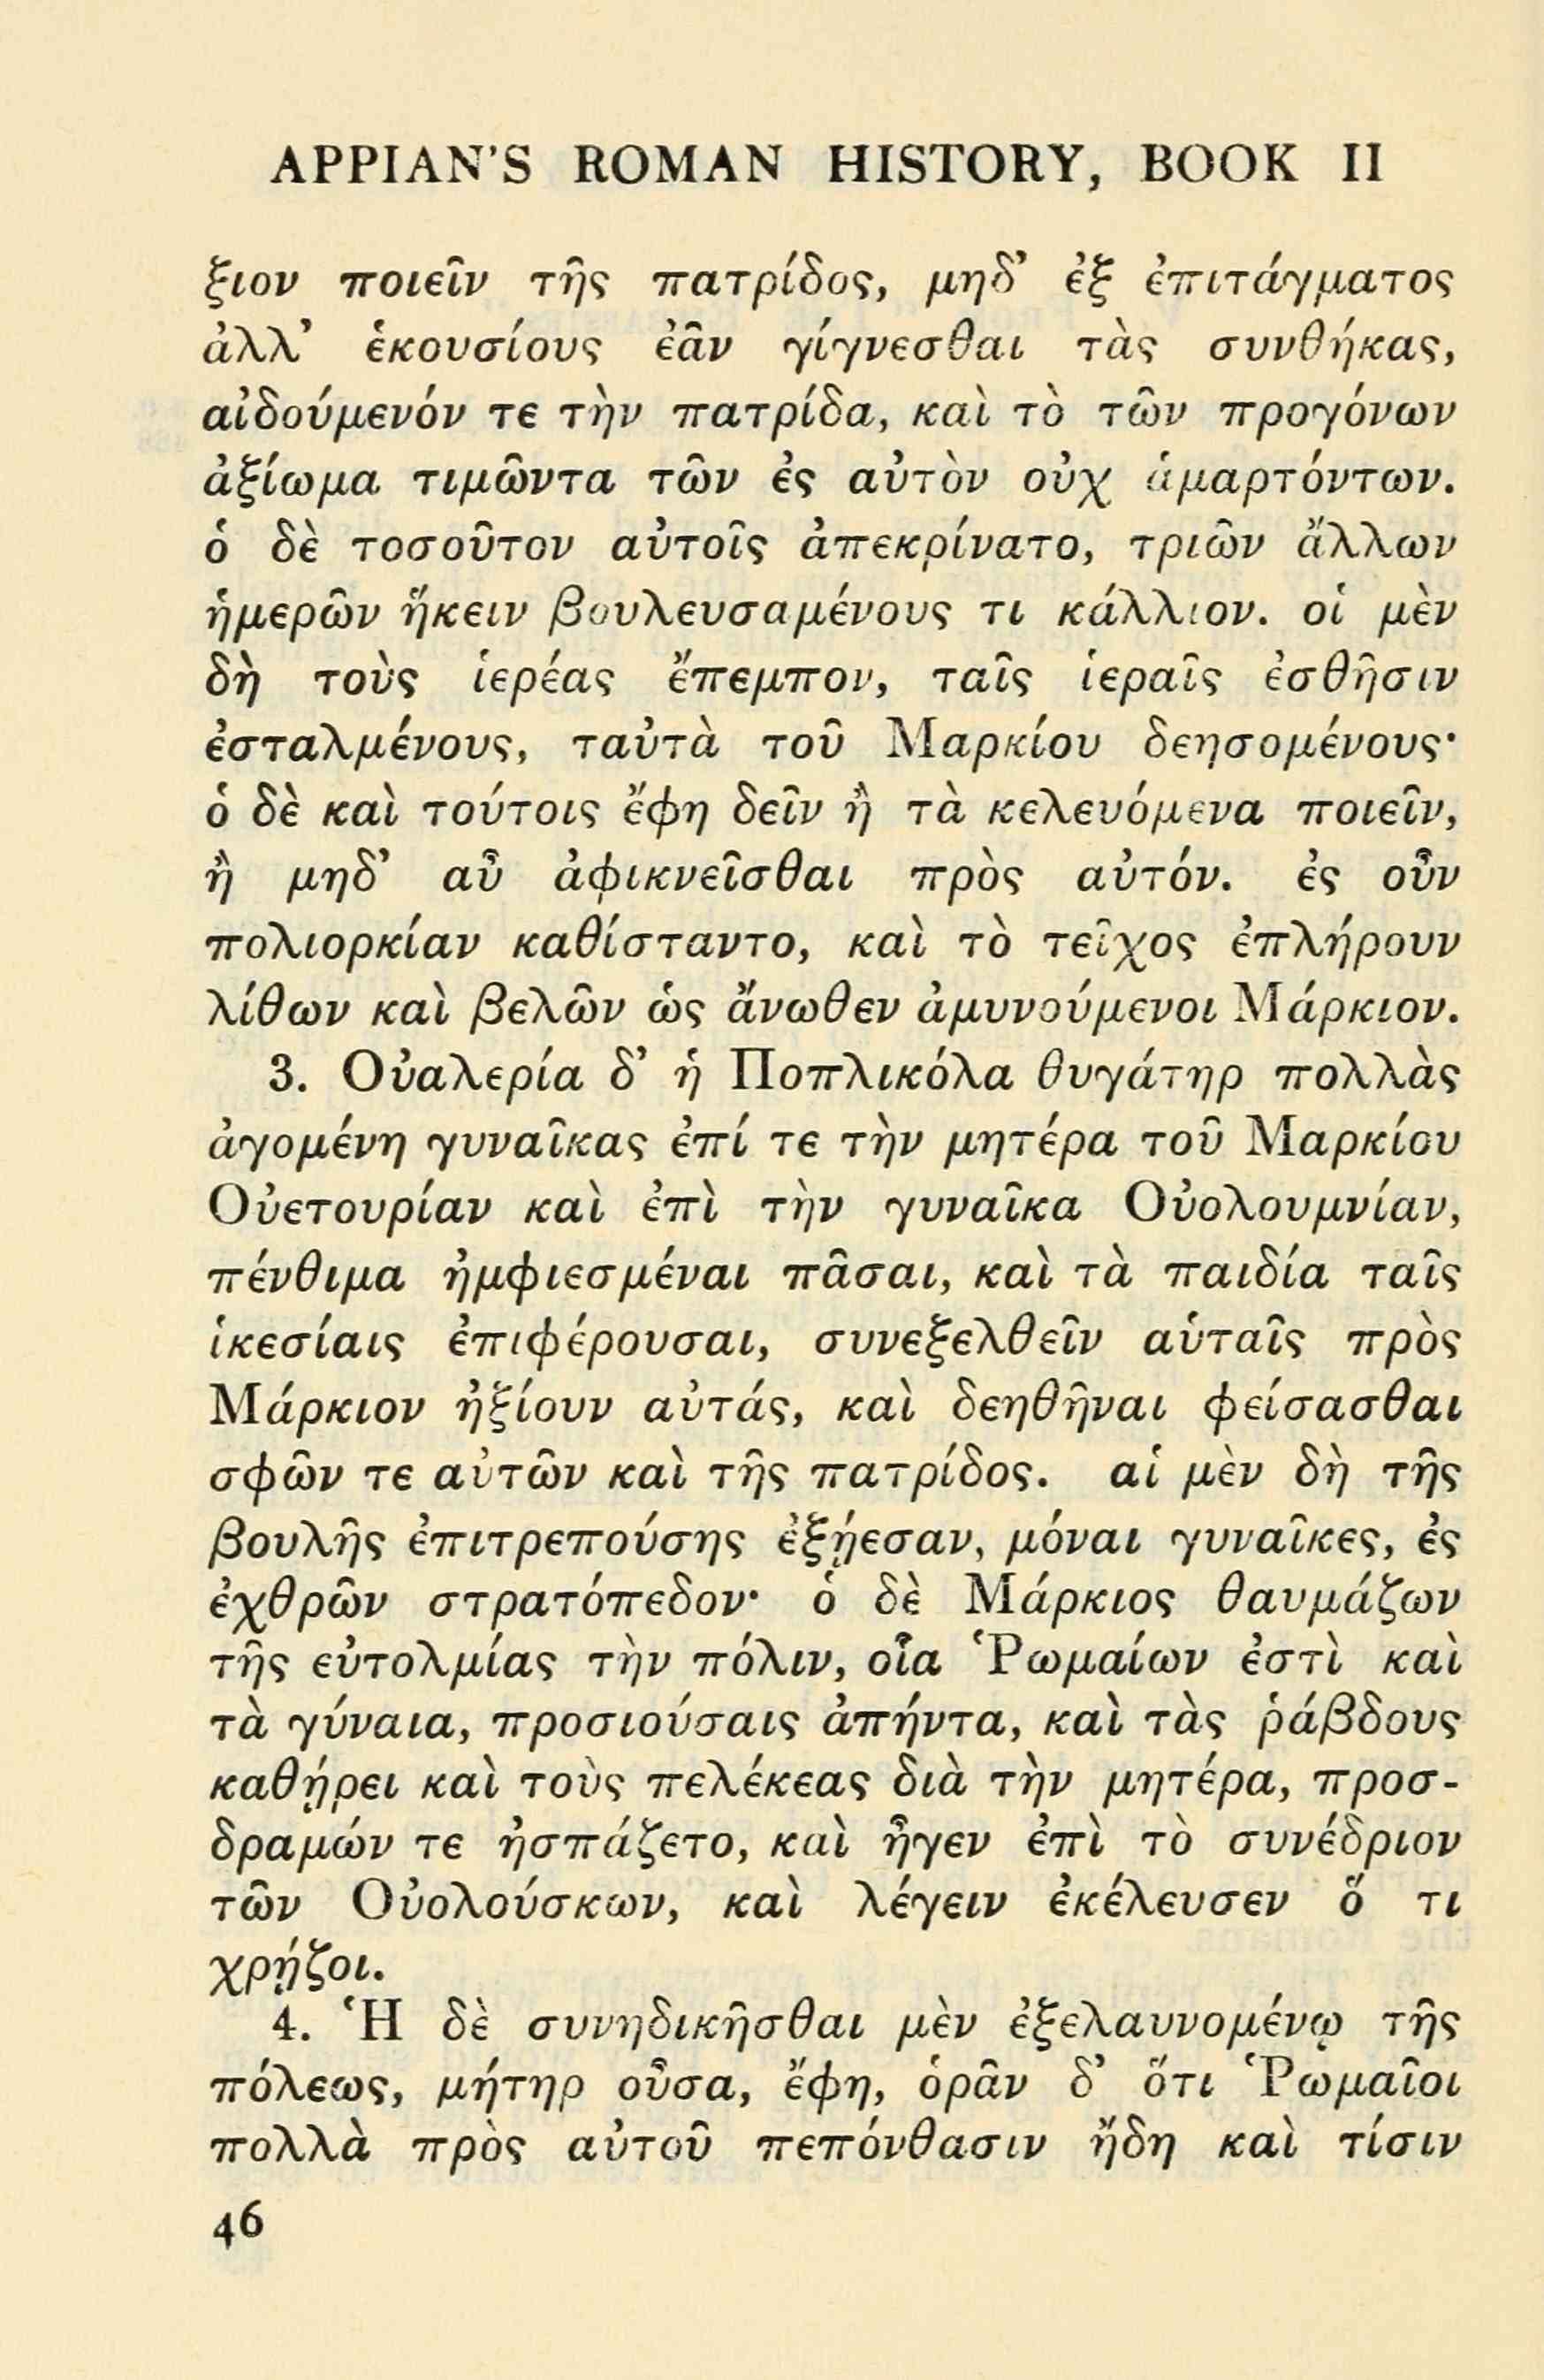 APPIAN'S ROMAN HISTORY, BOOK II
ξιον ποιεῖν τῆς πατρίδος, μηδ᾽ ἐξ ἐπιτάγματος
ἀλλ᾽ ἑκουσίους ἐᾶν γίγνεσθαι τὰς συνθήκας,
αἰδούμενόν τε τὴν πατρίδα, καὶ τὸ τῶν προγόνων
ἀξίωμα τιμῶντα τῶν ἐς αὐτὸν οὐχ ἁμαρτόντων.
ὁ δὲ τοσοῦτον αὐτοῖς ἀπεκρίνατο, τριῶν ἄλλων
ἡμερῶν ἥκειν βουλευσαμένους τι κάλλιον. οἱ μὲν
δὴ τοὺς ἱερέας ἔπεμπον, ταῖς ἱεραῖς ἐσθῆσιν
ἐσταλμένους, ταὐτὰ τοῦ Μαρκίου δεησομένους·
ὁ δὲ καὶ τούτοις ἔφη δεῖν ἢ τὰ κελευόμενα ποιεῖν,
ἢ μηδ᾽ αὖ ἀφικνεῖσθαι πρὸς αὐτόν. ἐς οὖν
πολιορκίαν καθίσταντο, καὶ τὸ τεῖχος ἐπλήρουν
λίθων καὶ βελῶν ὡς ἄνωθεν ἀμυνούμενοι Μάρκιον.
3. Οὐαλερία δ᾽ ἡ Ποπλικόλα θυγάτηρ πολλὰς
ἀγομένη γυναῖκας ἐπί τε τὴν μητέρα τοῦ Μαρκίου
Οὐετουρίαν καὶ ἐπὶ τὴν γυναῖκα Οὐολουμνίαν,
πένθιμα ἠμφιεσμέναι πᾶσαι, καὶ τὰ παιδία ταῖς
ἱκεσίαις ἐπιφέρουσαι, συνεξελθεῖν αὑταῖς πρὸς
Μάρκιον ἠξίουν αὐτάς, καὶ δεηθῆναι φείσασθαι
σφῶν τε αὐτῶν καὶ τῆς πατρίδος. αἱ μὲν δὴ τῆς
βουλῆς ἐπιτρεπούσης ἐξῄεσαν, μόναι γυναῖκες, ἐς
ἐχθρῶν στρατόπεδον· ὁ δὲ Μάρκιος θαυμάζων
τῆς εὐτολμίας τὴν πόλιν, οἷα Ῥωμαίων ἐστὶ καὶ
τὰ γύναια, προσιούσαις ἀπήντα, καὶ τὰς ῥάβδους
καθῄρει καὶ τοὺς πελέκεας διὰ τὴν μητέρα, προσ-
δραμών τε ἠσπάζετο, καὶ ἦγεν ἐπὶ τὸ συνέδριον
τῶν Οὐολούσκων, καὶ λέγειν ἐκέλευσεν ὅ τι
χρῄζοι.
4. Ἡ δὲ συνηδικῆσθαι μὲν ἐξελαυνομένῳ τῆς
πόλεως, μήτηρ οὖσα, ἔφη, ὁρᾶν δ᾽ ὅτι Ῥωμαῖοι
πολλὰ πρὸς αὐτοῦ πεπόνθασιν ἤδη καὶ τίσιν
46